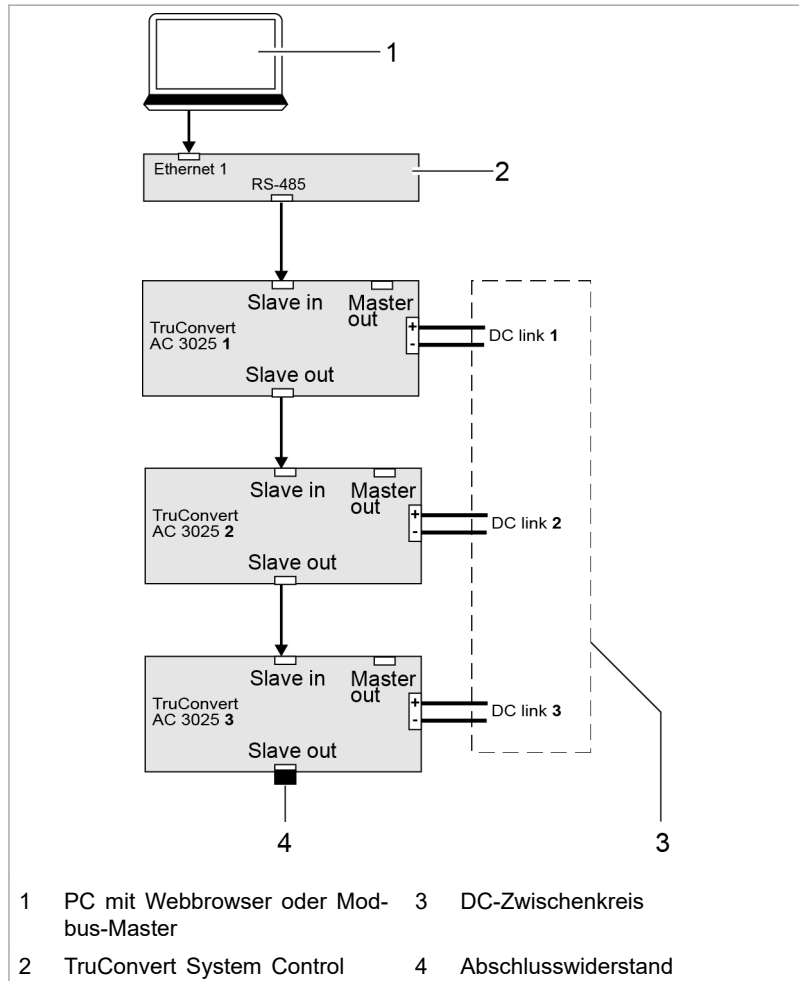 1
Ethernet 1
2
RS-485
Slave in
Master
out
TruConvert
AC 3025 1
+
-
DC link 1
Slave out
Slave in
Master
out
TruConvert
AC 3025 2
+
-
DC link 2
Slave out
Slave in
Master
out
TruConvert
AC 3025 3
+
-
DC link 3
Slave out
4
3
1 PC mit Webbrowser oder Mod-
bus-Master
3 DC-Zwischenkreis
2 TruConvert System Control
4 Abschlusswiderstand